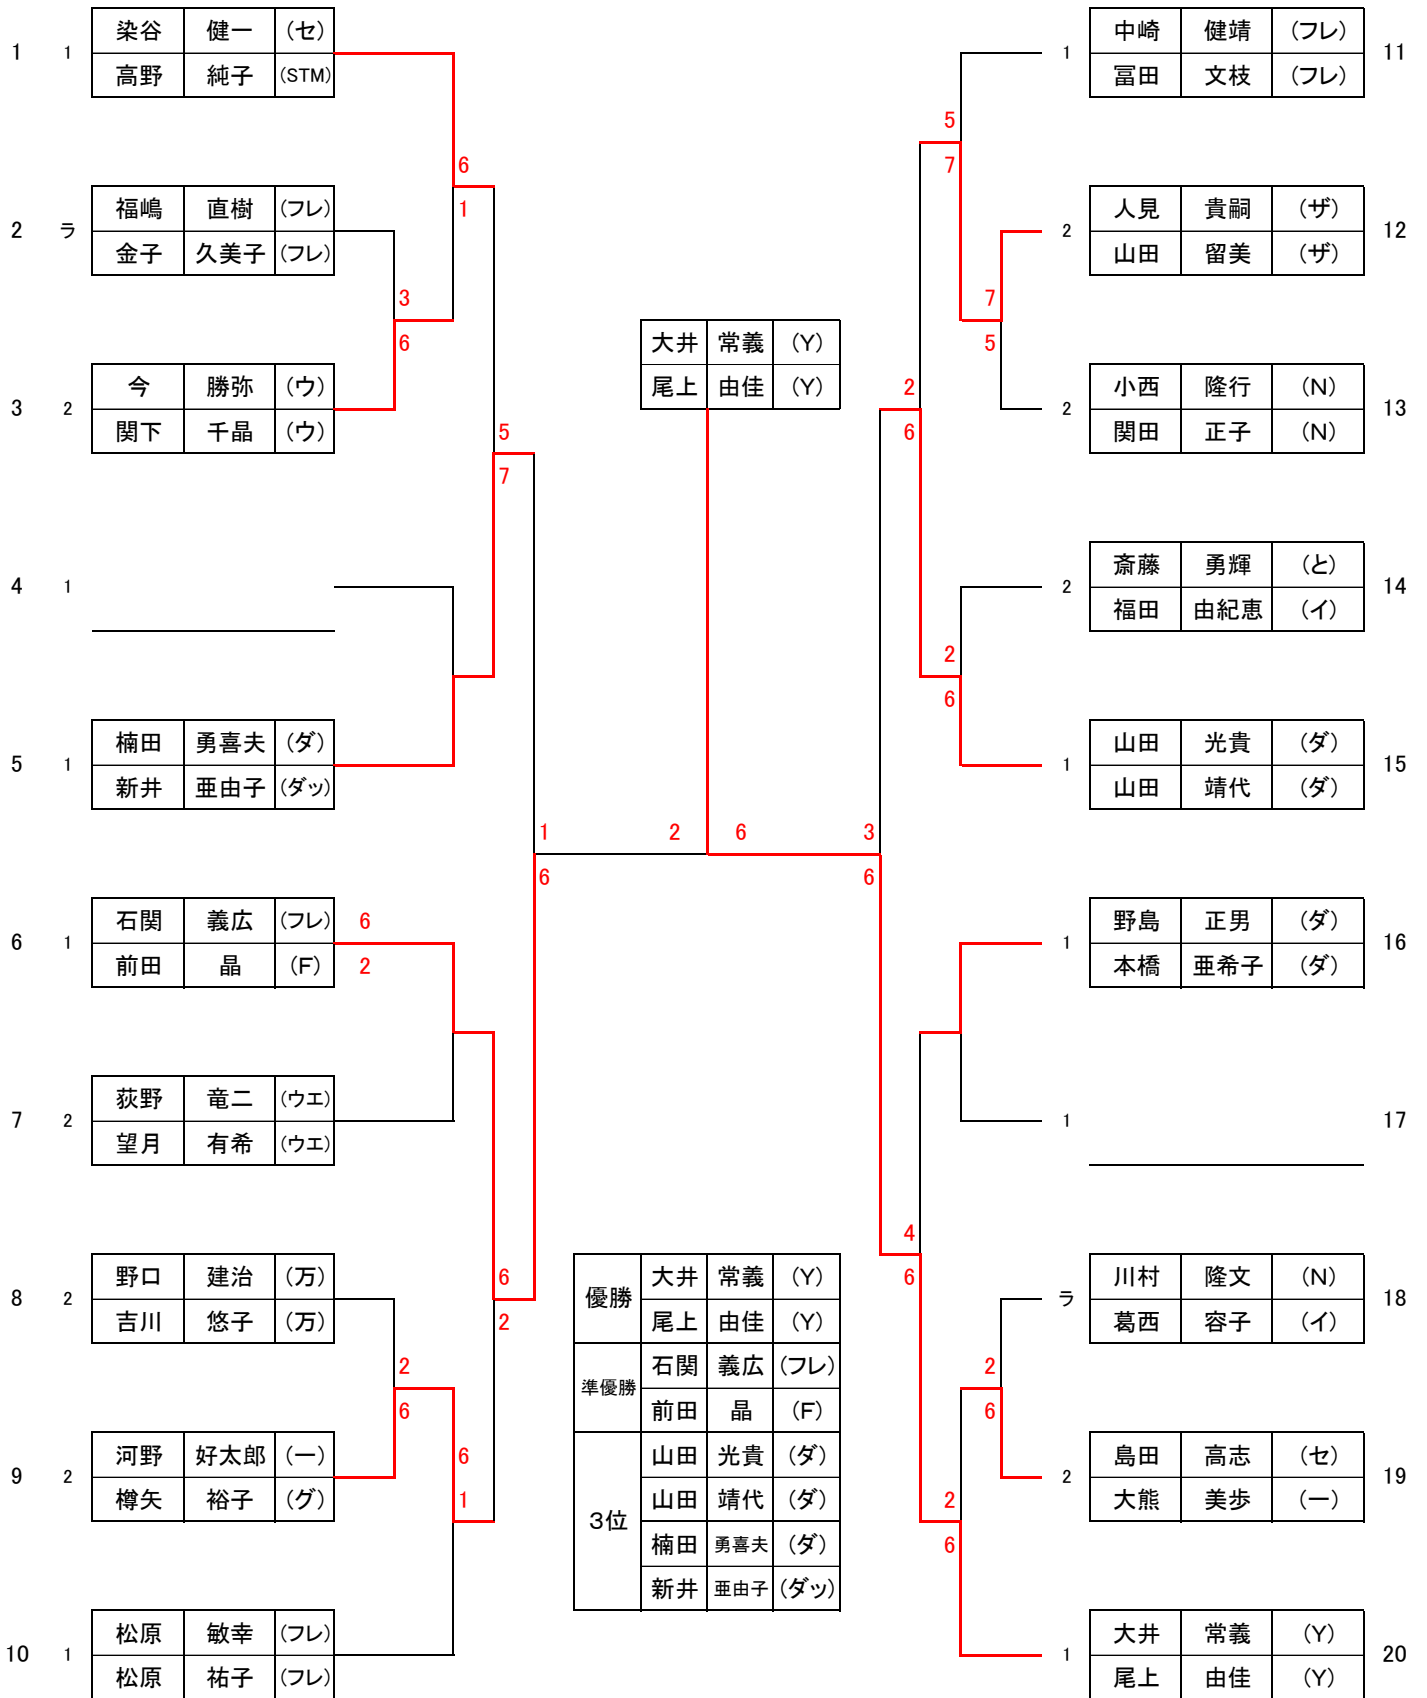 1 1 染谷 健一 (セ)
高野 純子 (STM)
6
1
2 ラ 福嶋 直樹 (フレ)
金子 久美子 (フレ)
3
6
3 2 今 勝弥 (ウ)
関下 千晶 (ウ)
5
7
4 1
5 1 楠田 勇喜夫 (ダ)
新井 亜由子 (ダッ)
1
6
6 1 石関 義広 (フレ) 6
前田 晶 (F) 2
7 2 荻野 竜二 (ウエ)
望月 有希 (ウエ)
8 2 野口 建治 (万)
吉川 悠子 (万)
6
2
2
6
9 2 河野 好太郎 (一)
樽矢 裕子 (グ)
6
1
10 1 松原 敏幸 (フレ)
松原 祐子 (フレ)
大井 常義 (Y)
尾上 由佳 (Y)
2 6
優勝 大井 常義 (Y)
尾上 由佳 (Y)
準優勝 石関 義広 (フレ)
前田 晶 (F)
3位 山田 光貴 (ダ)
山田 靖代 (ダ)
楠田 勇喜夫 (ダ)
新井 亜由子 (ダッ)
1 中崎 健靖 (フレ) 11
冨田 文枝 (フレ)
5
7
2 人見 貴嗣 (ザ) 12
山田 留美 (ザ)
7
5
2 小西 隆行 (N) 13
関田 正子 (N)
2
6
2 斎藤 勇輝 (と) 14
福田 由紀恵 (イ)
2
6
1 山田 光貴 (ダ) 15
山田 靖代 (ダ)
3
6
1 野島 正男 (ダ) 16
本橋 亜希子 (ダ)
1 17
4
6
ラ 川村 隆文 (N) 18
葛西 容子 (イ)
2
6
2 島田 高志 (セ) 19
大熊 美歩 (一)
2
6
1 大井 常義 (Y) 20
尾上 由佳 (Y)